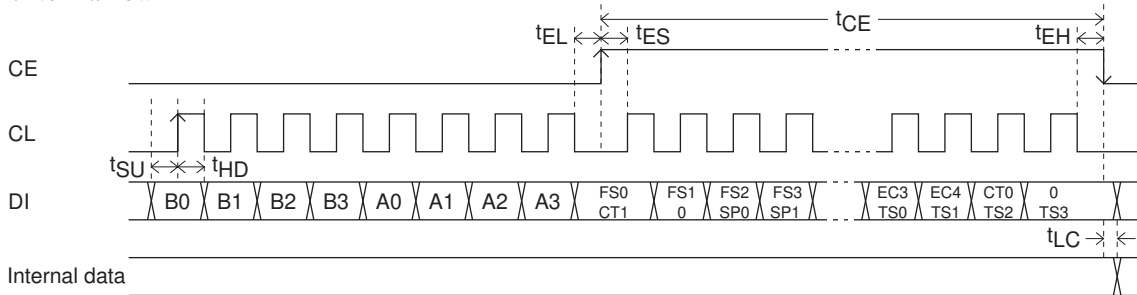 tCE
tEL tES tEH
CE
CL
tSU tHD
DI B0 B1 B2 B3 A0 A1 A2 A3 FS0 FS1 FS2 FS3 EC3 EC4 CT0 0
CT1 0 SP0 SP1 TS0 TS1 TS2 TS3
tLC
Internal data